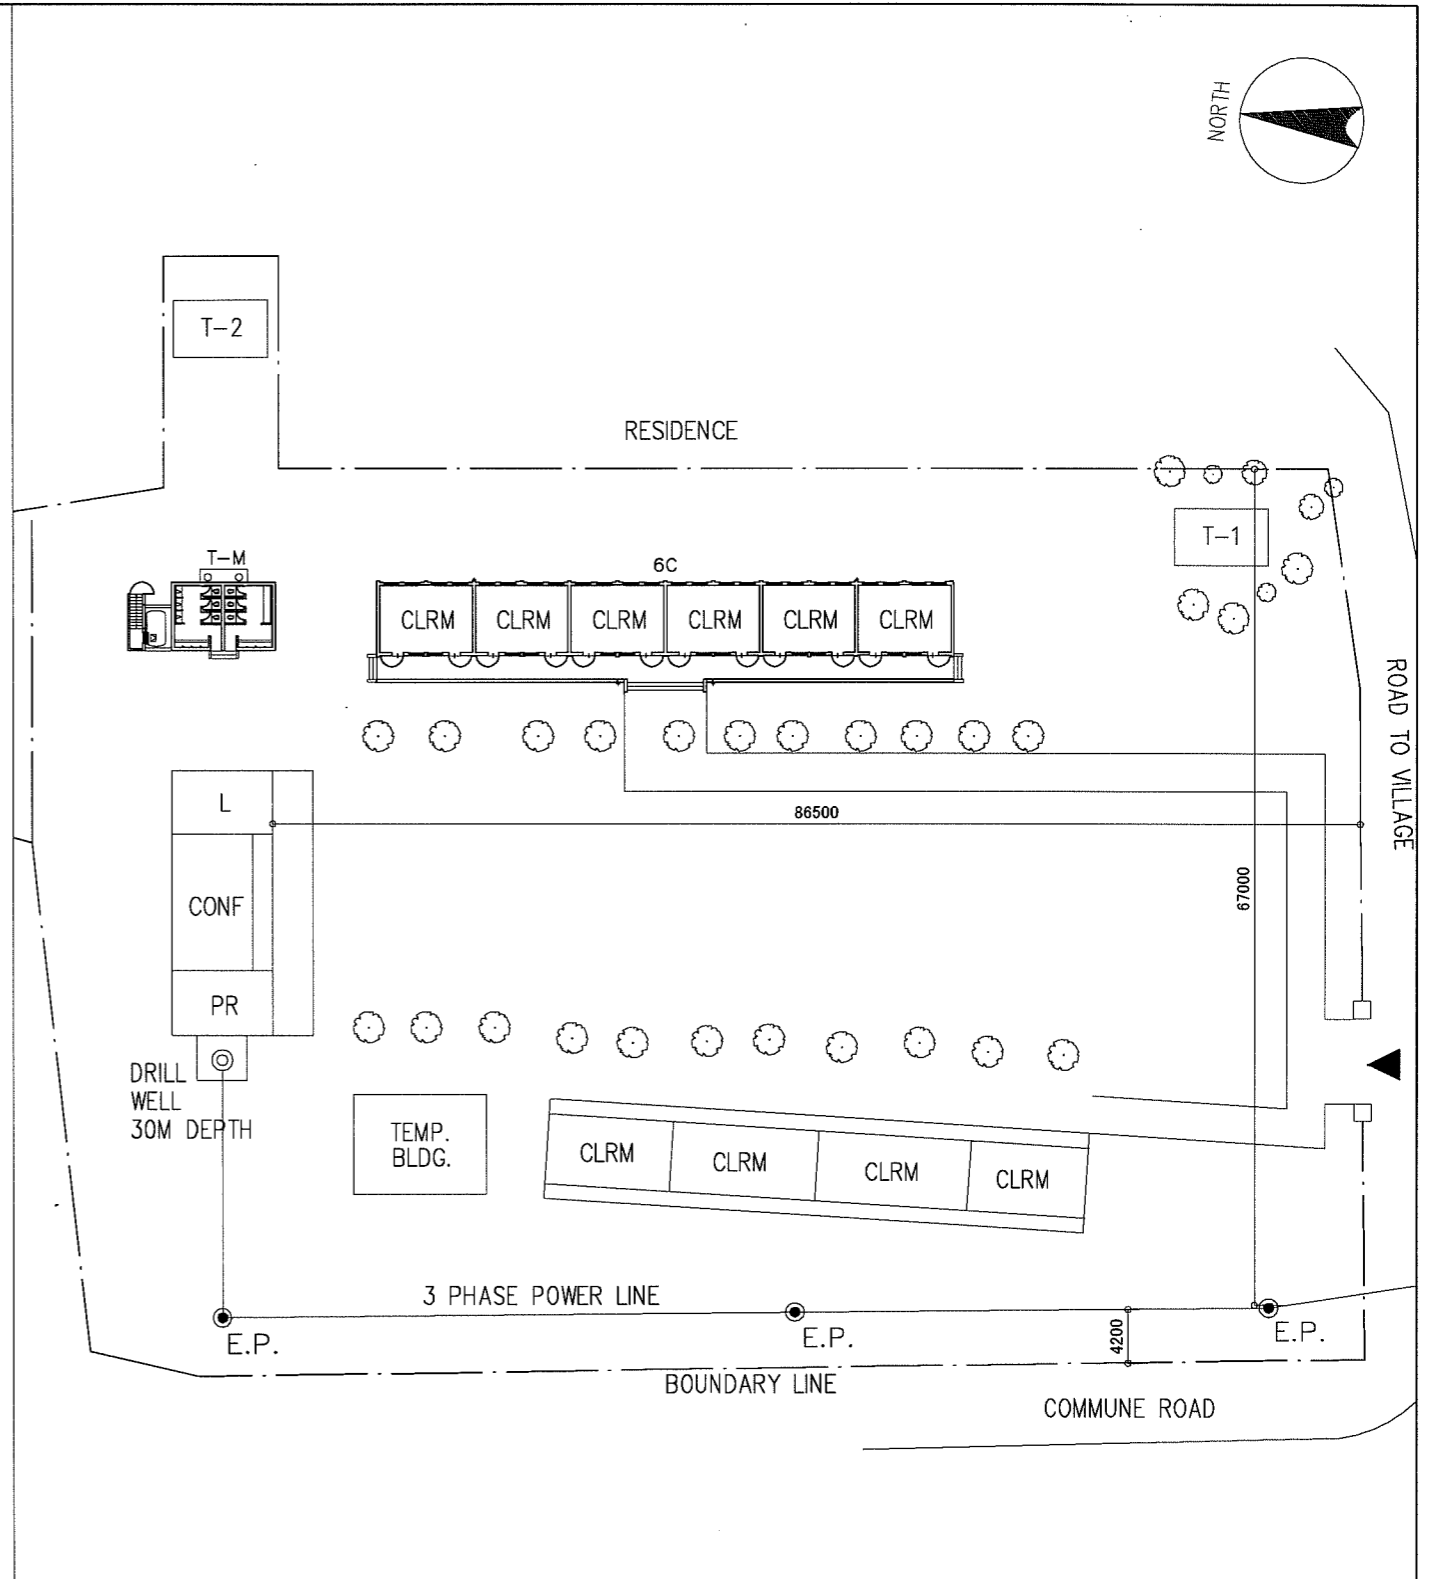 NORTH
T-2
RESIDENCE
T-1
T-M
6C
CLRM
CLRM
CLRM
CLRM
CLRM
CLRM
ROAD TO VILLAGE
L
86500
67000
CONF
PR
DRILL
WELL
30M DEPTH
TEMP.
BLDG.
CLRM
CLRM
CLRM
CLRM
3 PHASE POWER LINE
E.P.
E.P.
E.P.
4200
BOUNDARY LINE
COMMUNE ROAD